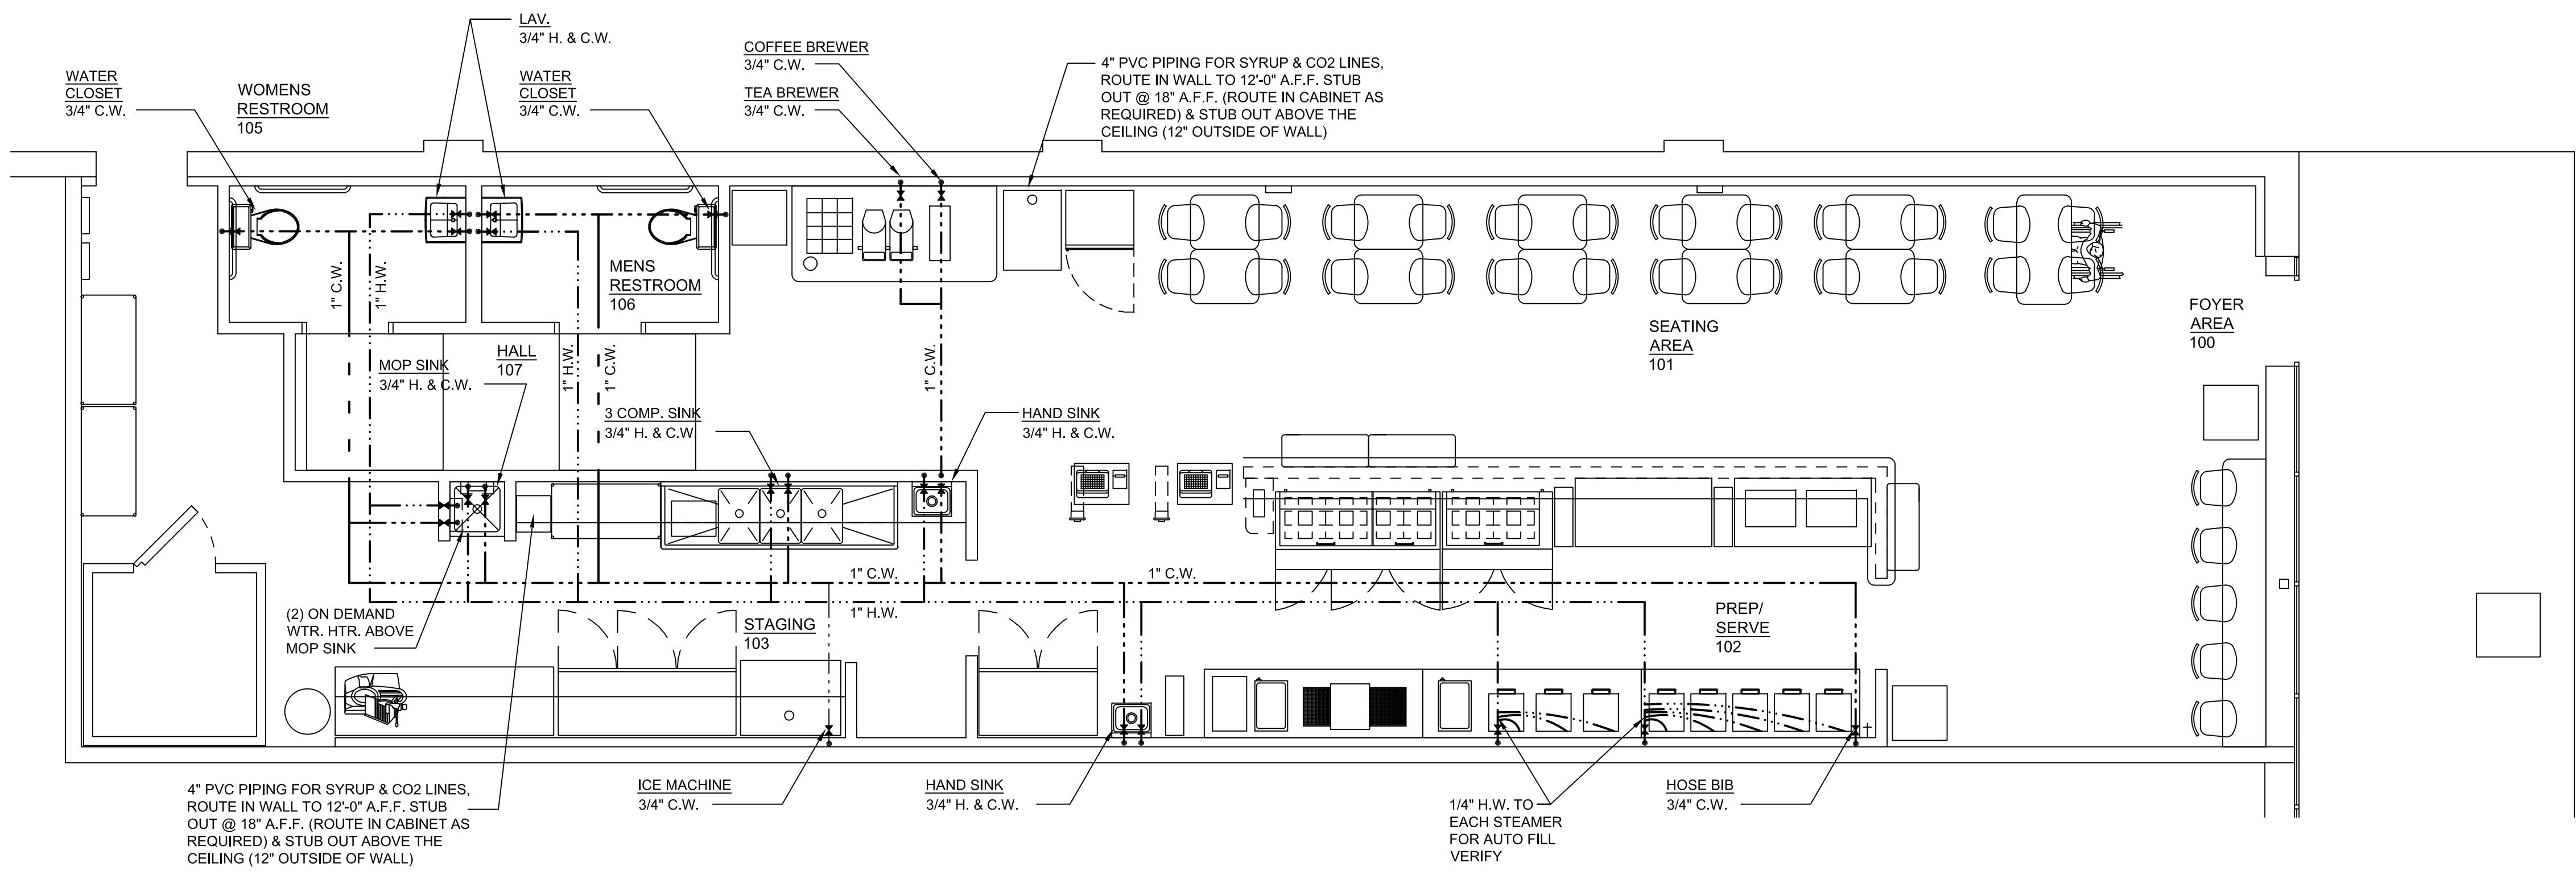 LAV.
3/4" H. & C.W.
WATER
CLOSET
3/4" C.W.
WOMENS
RESTROOM
105
WATER
CLOSET
3/4" C.W.
COFFEE BREWER
3/4" C.W.
TEA BREWER
3/4" C.W.
4" PVC PIPING FOR SYRUP & CO2 LINES,
ROUTE IN WALL TO 12'-0" A.F.F. STUB
OUT @ 18" A.F.F. (ROUTE IN CABINET AS
REQUIRED) & STUB OUT ABOVE THE
CEILING (12" OUTSIDE OF WALL)
1" C.W.
1" H.W.
MENS
RESTROOM
106
SEATING
AREA
101
FOYER
AREA
100
HALL
107
MOP SINK
3/4" H. & C.W.
1" H.W.
1" C.W.
1" C.W.
3 COMP. SINK
3/4" H. & C.W.
HAND SINK
3/4" H. & C.W.
1" C.W.
1" C.W.
1" H.W.
(2) ON DEMAND
WTR. HTR. ABOVE
MOP SINK
STAGING
103
PREP/
SERVE
102
4" PVC PIPING FOR SYRUP & CO2 LINES,
ROUTE IN WALL TO 12'-0" A.F.F. STUB
OUT @ 18" A.F.F. (ROUTE IN CABINET AS
REQUIRED) & STUB OUT ABOVE THE
CEILING (12" OUTSIDE OF WALL)
ICE MACHINE
3/4" C.W.
HAND SINK
3/4" H. & C.W.
1/4" H.W. TO
EACH STEAMER
FOR AUTO FILL
VERIFY
HOSE BIB
3/4" C.W.